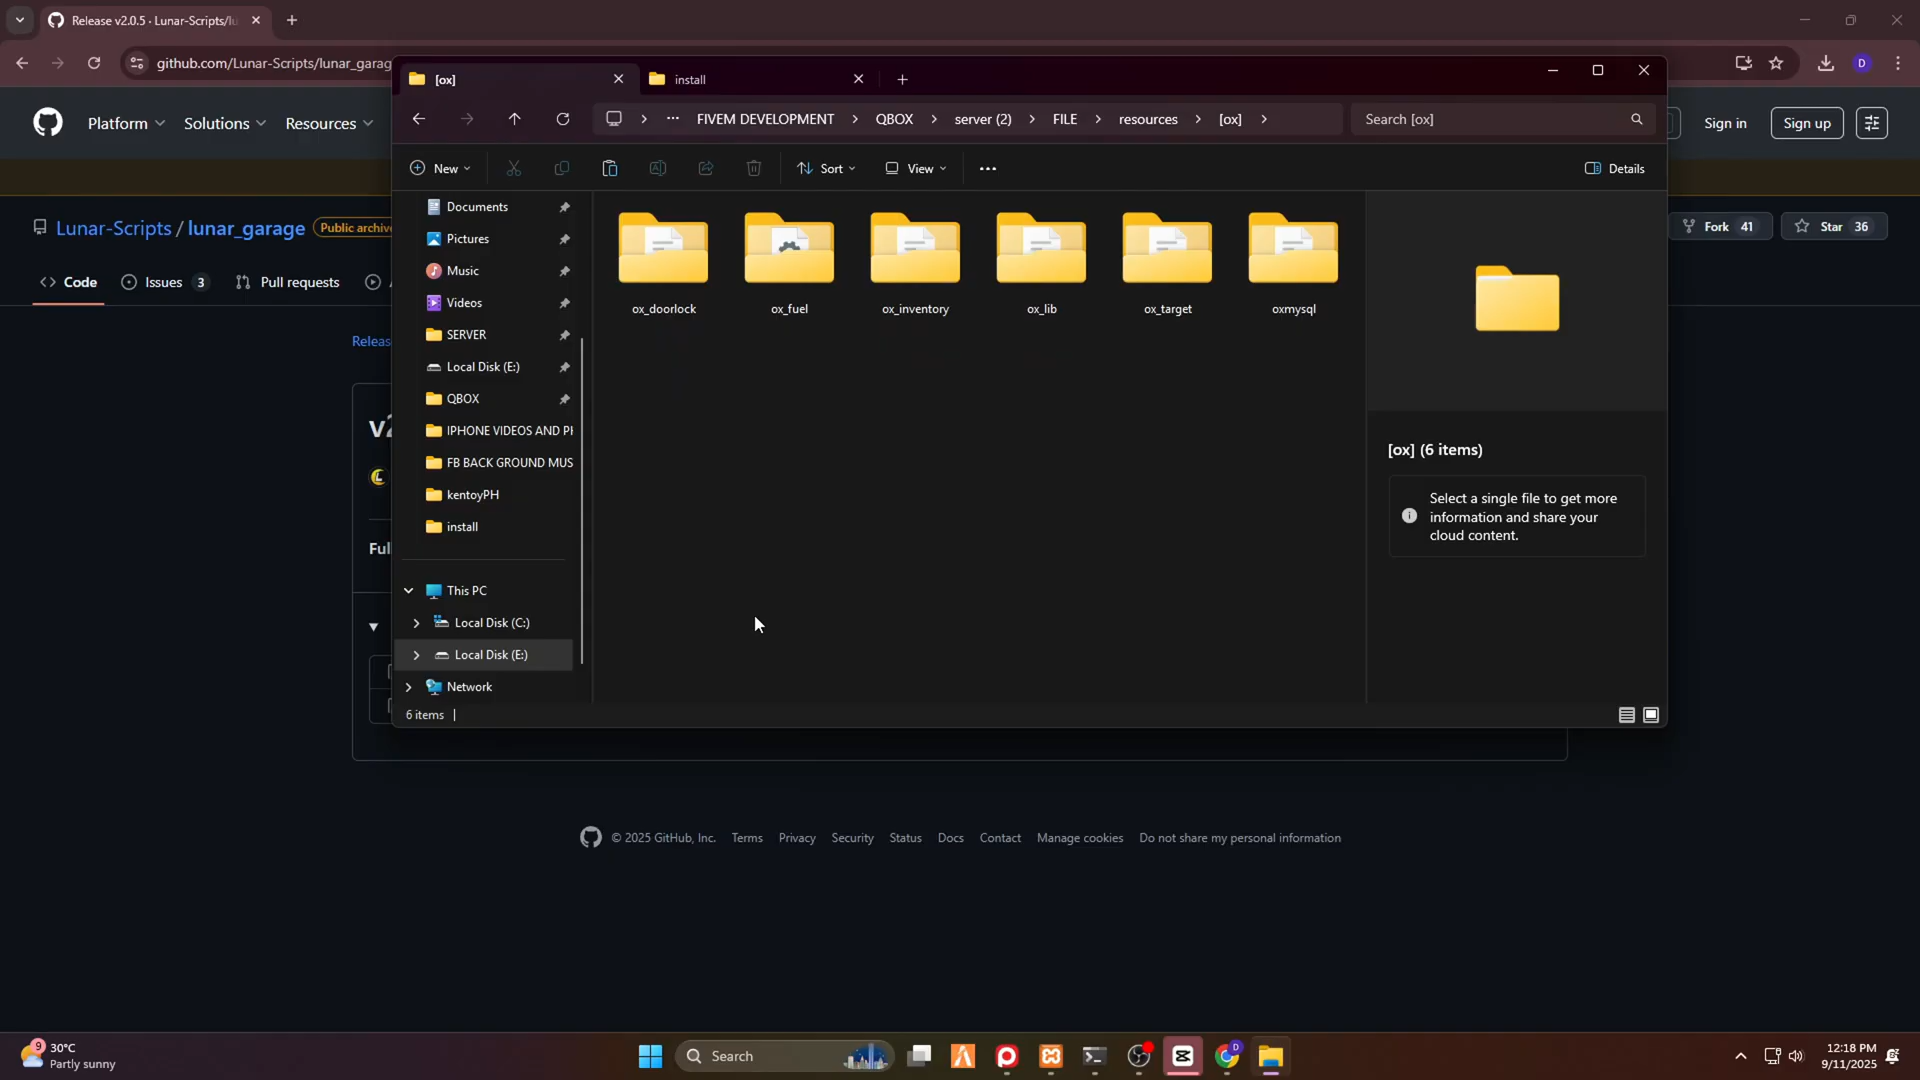 Release v2.0.5 · Lunar-Scripts/lu
github.com/Lunar-Scripts/lunar_garag
[ox]
install
FIVEM DEVELOPMENT
QBOX
server (2)
FILE
resources
[ox]
Search [ox]
Platform
Solutions
Resources
Sign in
Sign up
New
Sort
View
Details
Lunar-Scripts / lunar_garage
Public archive
Fork 41
Star 36
Code
Issues 3
Pull requests
Releas
Documents
Pictures
Music
Videos
SERVER
Local Disk (E:)
QBOX
IPHONE VIDEOS AND PH
FB BACK GROUND MUS
kentoyPH
install
This PC
Local Disk (C:)
Local Disk (E:)
Network
ox_doorlock
ox_fuel
ox_inventory
ox_lib
ox_target
oxmysql
[ox] (6 items)
Select a single file to get more
information and share your
cloud content.
6 items
Full
© 2025 GitHub, Inc.
Terms
Privacy
Security
Status
Docs
Contact
Manage cookies
Do not share my personal information
9
30°C
Partly sunny
Search
12:18 PM
9/11/2025